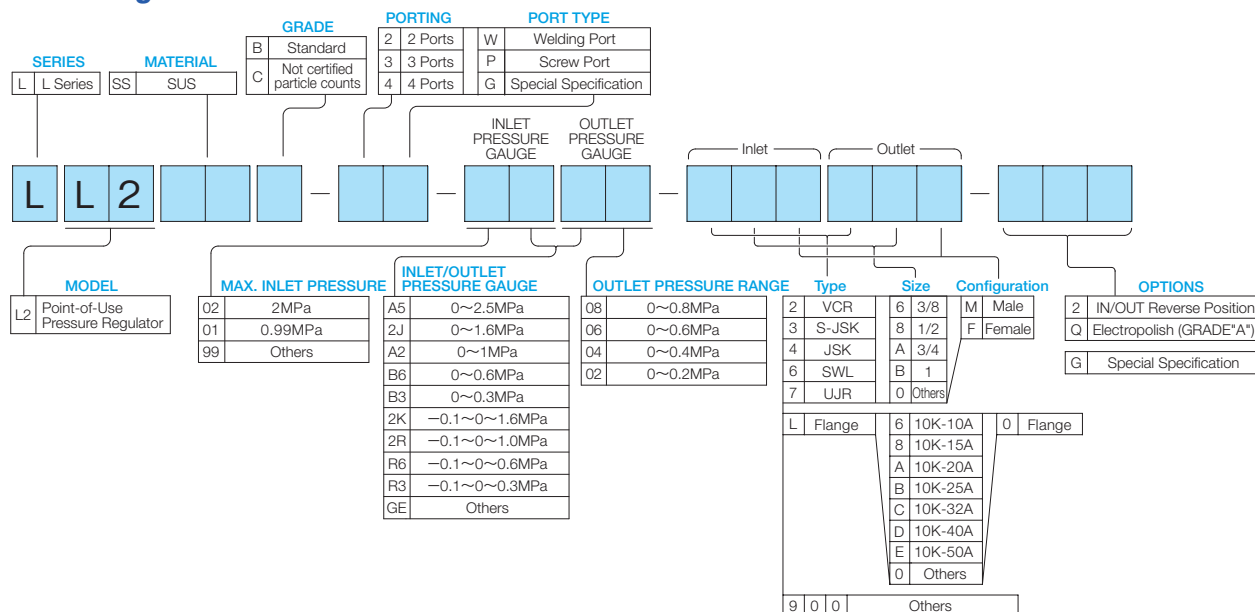 GRADE
B Standard
C Not certified
particle counts
PORTING
2 2 Ports
3 3 Ports
4 4 Ports
PORT TYPE
W Welding Port
P Screw Port
G Special Specification
SERIES
L L Series
MATERIAL
SS SUS
INLET
PRESSURE
GAUGE
OUTLET
PRESSURE
GAUGE
Inlet
Outlet
L L 2 — — — —
MODEL
L2 Point-of-Use
Pressure Regulator
MAX. INLET PRESSURE
02 2MPa
01 0.99MPa
99 Others
INLET/OUTLET
PRESSURE GAUGE
A5 0~2.5MPa
2J 0~1.6MPa
A2 0~1MPa
B6 0~0.6MPa
B3 0~0.3MPa
2K −0.1~0~1.6MPa
2R −0.1~0~1.0MPa
R6 −0.1~0~0.6MPa
R3 −0.1~0~0.3MPa
GE Others
OUTLET PRESSURE RANGE
08 0~0.8MPa
06 0~0.6MPa
04 0~0.4MPa
02 0~0.2MPa
Type Size Configuration
2 VCR 6 3/8 M Male
3 S-JSK 8 1/2 F Female
4 JSK A 3/4
6 SWL B 1
7 UJR 0 Others
L Flange 6 10K-10A 0 Flange
8 10K-15A
A 10K-20A
B 10K-25A
C 10K-32A
D 10K-40A
E 10K-50A
0 Others
9 0 0 Others
OPTIONS
2 IN/OUT Reverse Position
Q Electropolish (GRADE"A")
G Special Specification